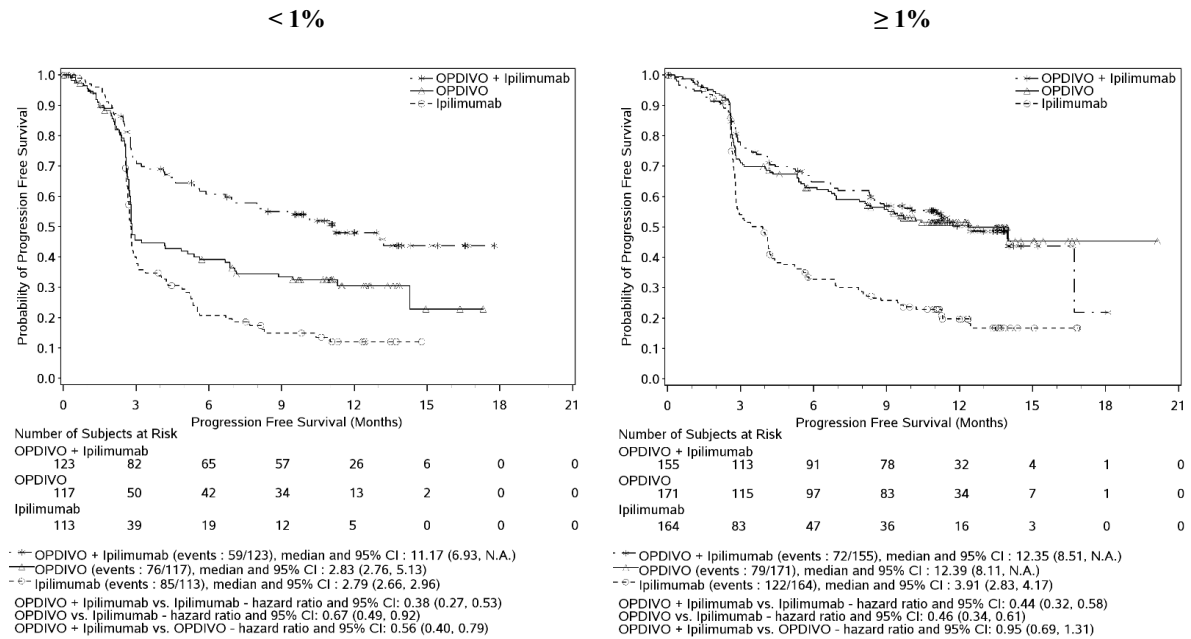 < 1%
≥ 1%
OPDIVO + Ipilimumab
OPDIVO
Ipilimumab
Probability of Progression Free Survival
1.0
0.9
0.8
0.7
0.6
0.5
0.4
0.3
0.2
0.1
0.0
0 3 6 9 12 15 18 21
Progression Free Survival (Months)
Number of Subjects at Risk
OPDIVO + Ipilimumab
123 82 65 57 26 6 0 0
OPDIVO
117 50 42 34 13 2 0 0
Ipilimumab
113 39 19 12 5 0 0 0
OPDIVO + Ipilimumab (events : 59/123), median and 95% CI : 11.17 (6.93, N.A.)
OPDIVO (events : 76/117), median and 95% CI : 2.83 (2.76, 5.13)
Ipilimumab (events : 85/113), median and 95% CI : 2.79 (2.66, 2.96)
OPDIVO + Ipilimumab vs. Ipilimumab - hazard ratio and 95% CI: 0.38 (0.27, 0.53)
OPDIVO vs. Ipilimumab - hazard ratio and 95% CI: 0.67 (0.49, 0.92)
OPDIVO + Ipilimumab vs. OPDIVO - hazard ratio and 95% CI: 0.56 (0.40, 0.79)
OPDIVO + Ipilimumab
OPDIVO
Ipilimumab
Probability of Progression Free Survival
1.0
0.9
0.8
0.7
0.6
0.5
0.4
0.3
0.2
0.1
0.0
0 3 6 9 12 15 18 21
Progression Free Survival (Months)
Number of Subjects at Risk
OPDIVO + Ipilimumab
155 113 91 78 32 4 1 0
OPDIVO
171 115 97 83 34 7 1 0
Ipilimumab
164 83 47 36 16 3 0 0
OPDIVO + Ipilimumab (events : 72/155), median and 95% CI : 12.35 (8.51, N.A.)
OPDIVO (events : 79/171), median and 95% CI : 12.39 (8.11, N.A.)
Ipilimumab (events : 122/164), median and 95% CI : 3.91 (2.83, 4.17)
OPDIVO + Ipilimumab vs. Ipilimumab - hazard ratio and 95% CI: 0.44 (0.32, 0.58)
OPDIVO vs. Ipilimumab - hazard ratio and 95% CI: 0.46 (0.34, 0.61)
OPDIVO + Ipilimumab vs. OPDIVO - hazard ratio and 95% CI: 0.95 (0.69, 1.31)